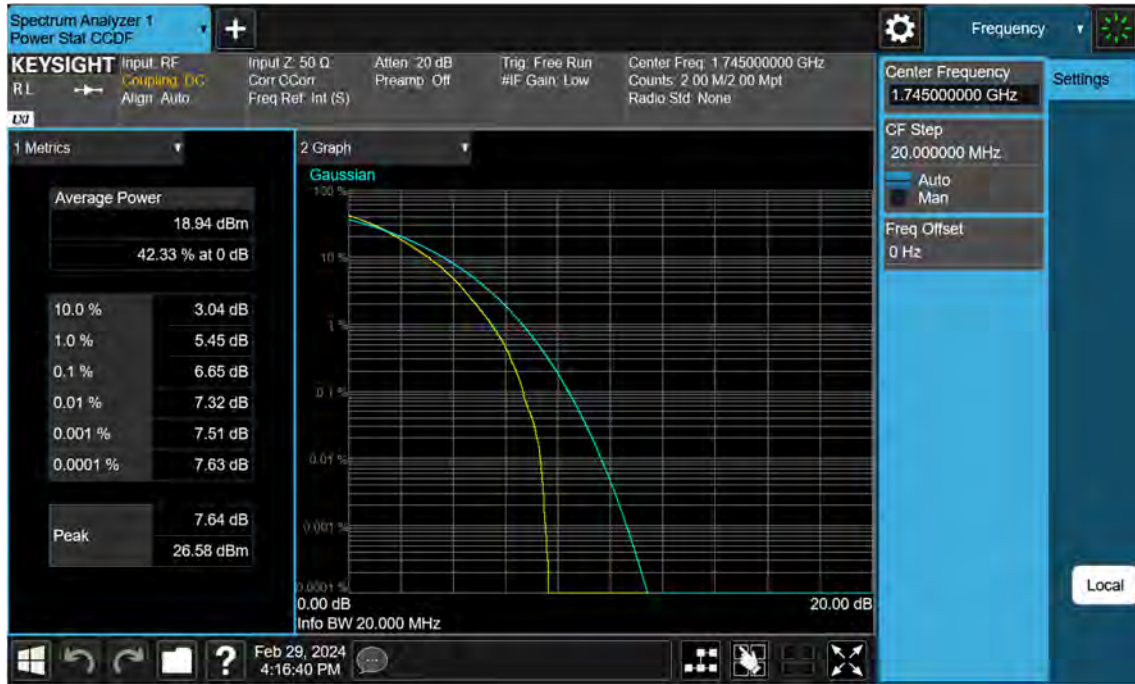 Spectrum Analyzer 1
Power Stat CCDF
+
Frequency
KEYSIGHT
RL
LXI
Input: RF
Coupling: DC
Align: Auto
Input Z: 50 Ω
Corr CCorr
Freq Ref: Int (S)
Atten: 20 dB
Preamp: Off
Trig: Free Run
#IF Gain: Low
Center Freq: 1.745000000 GHz
Counts: 2.00 M/2.00 Mpt
Radio Std: None
Center Frequency
1.745000000 GHz
Settings
CF Step
20.000000 MHz
Auto
Man
Freq Offset
0 Hz
Local
1 Metrics
Average Power
18.94 dBm
42.33 % at 0 dB
10.0 % 3.04 dB
1.0 % 5.45 dB
0.1 % 6.65 dB
0.01 % 7.32 dB
0.001 % 7.51 dB
0.0001 % 7.63 dB
Peak
7.64 dB
26.58 dBm
2 Graph
Gaussian
100 %
10 %
1 %
0.1 %
0.01 %
0.001 %
0.0001 %
0.00 dB 20.00 dB
Info BW 20.000 MHz
?
Feb 29, 2024
4:16:40 PM